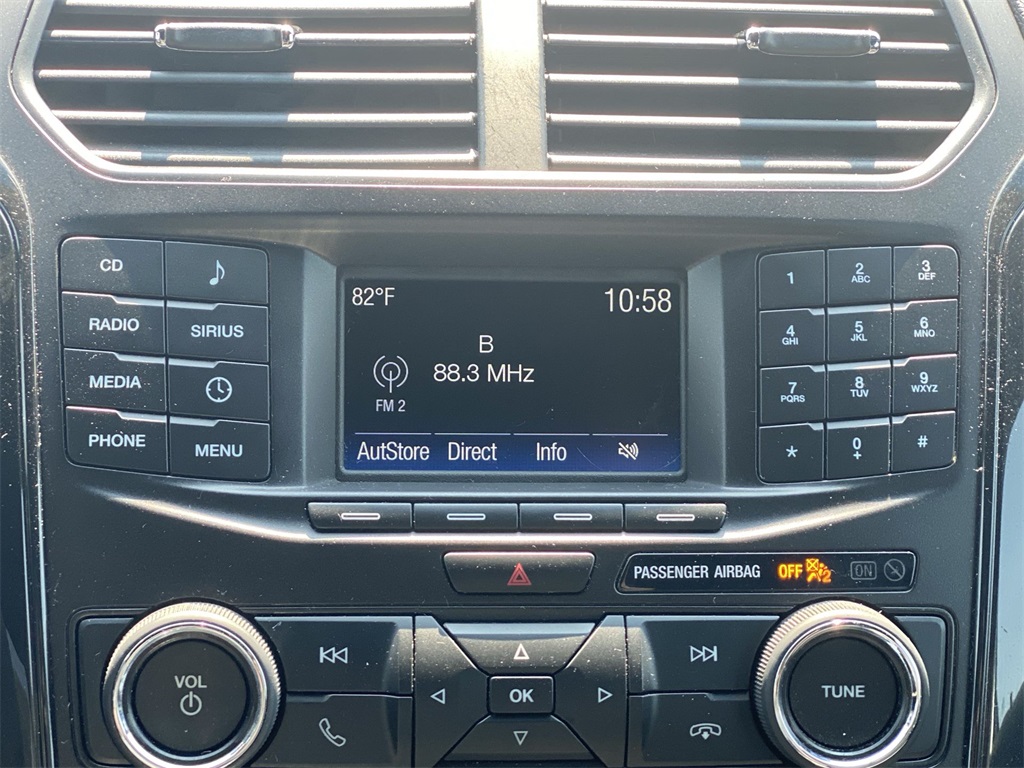 82°F 10:58
B
88.3 MHz
FM 2
AutStore Direct Info
CD
RADIO SIRIUS
MEDIA
PHONE MENU
1 2 ABC 3 DEF
4 GHI 5 JKL 6 MNO
7 PQRS 8 TUV 9 WXYZ
* 0 + #
PASSENGER AIRBAG OFF 2 ON
VOL
OK
TUNE